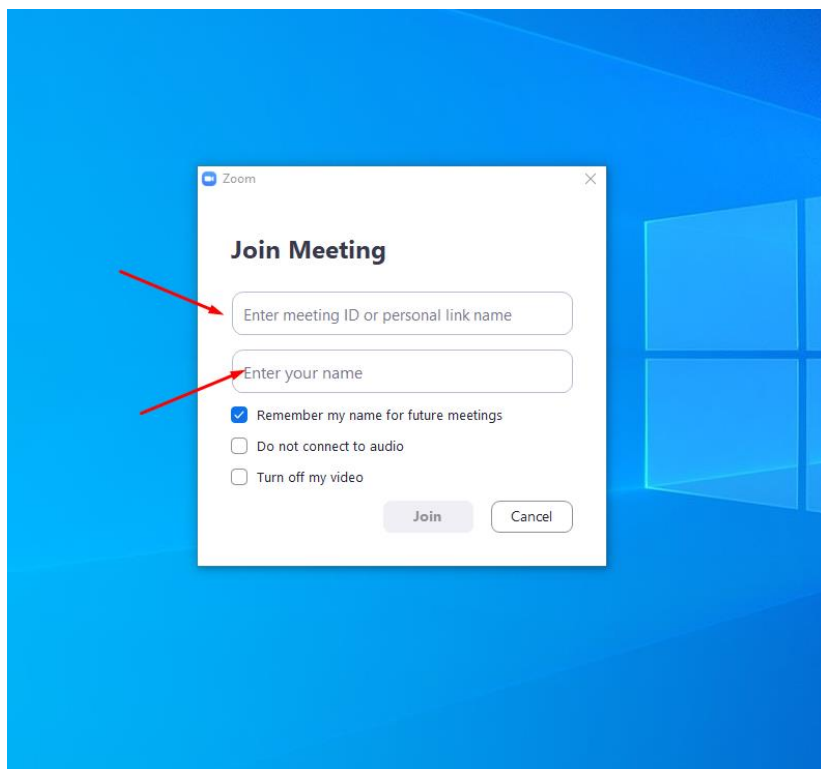 Zoom
Join Meeting
Enter meeting ID or personal link name
Enter your name
Remember my name for future meetings
Do not connect to audio
Turn off my video
Join Cancel